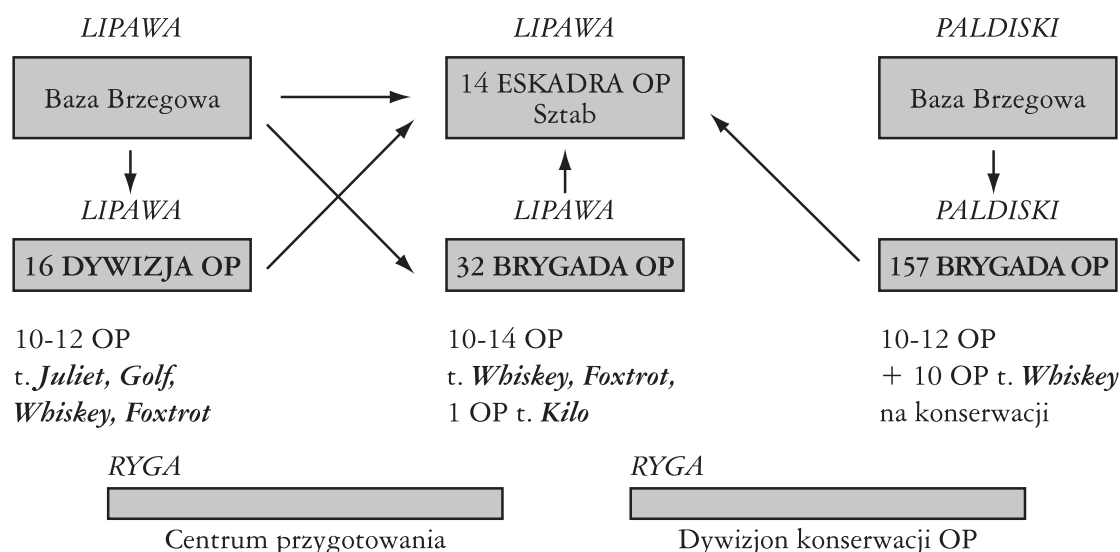 LIPAWA
Baza Brzegowa
LIPAWA
14 ESKADRA OP
Sztab
PALDISKI
Baza Brzegowa
LIPAWA
16 DYWIZJA OP
LIPAWA
32 BRYGADA OP
PALDISKI
157 BRYGADA OP
10-12 OP
t. Juliet, Golf,
Whiskey, Foxtrot
10-14 OP
t. Whiskey, Foxtrot,
1 OP t. Kilo
10-12 OP
+ 10 OP t. Whiskey
na konserwacji
RYGA
Centrum przygotowania
RYGA
Dywizjon konserwacji OP